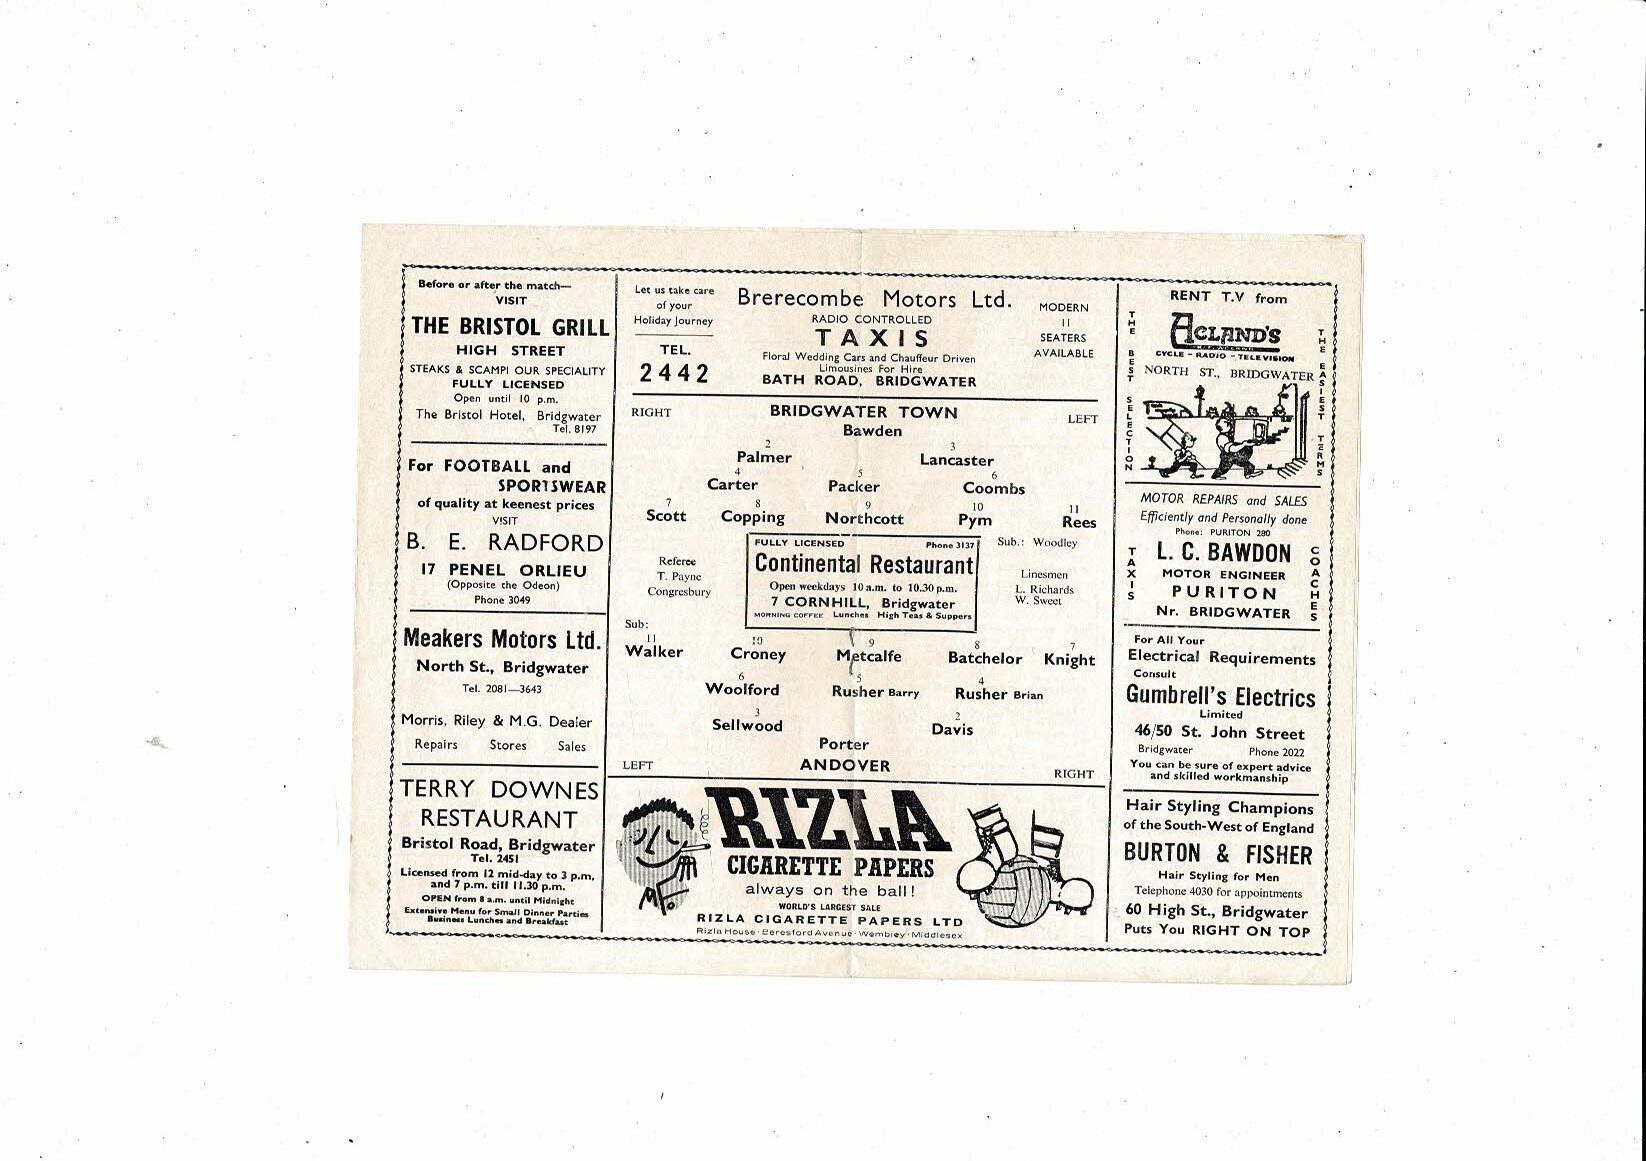 Before or after the match—
VISIT
THE BRISTOL GRILL
HIGH STREET
STEAKS & SCAMPI OUR SPECIALITY
FULLY LICENSED
Open until 10 p.m.
The Bristol Hotel, Bridgwater
Tel. 8197
For FOOTBALL and
SPORTSWEAR
of quality at keenest prices
VISIT
B. E. RADFORD
17 PENEL ORLIEU
(Opposite the Odeon)
Phone 3049
Meakers Motors Ltd.
North St., Bridgwater
Tel. 2081—3643
Morris, Riley & M.G. Dealer
Repairs Stores Sales
TERRY DOWNES
RESTAURANT
Bristol Road, Bridgwater
Tel. 2451
Licensed from 12 mid-day to 3 p.m.
and 7 p.m. till 11.30 p.m.
OPEN from 8 a.m. until Midnight
Extensive Menu for Small Dinner Parties
Business Lunches and Breakfast
Let us take care
of your
Holiday Journey
TEL.
2442
Brerecombe Motors Ltd.
RADIO CONTROLLED
TAXIS
Floral Wedding Cars and Chauffeur Driven
Limousines For Hire
BATH ROAD, BRIDGWATER
MODERN
11
SEATERS
AVAILABLE
RIGHT BRIDGWATER TOWN LEFT
Bawden
2 3
Palmer Lancaster
4 5 6
Carter Packer Coombs
7 8 9 10 11
Scott Copping Northcott Pym Rees
Sub.: Woodley
Referee
T. Payne
Congresbury
FULLY LICENSED Phone 3137
Continental Restaurant
Open weekdays 10 a.m. to 10.30 p.m.
7 CORNHILL, Bridgwater
MORNING COFFEE Lunches High Teas & Suppers
Linesmen
L. Richards
W. Sweet
Sub:
11 10 9 8 7
Walker Croney Metcalfe Batchelor Knight
6 5 4
Woolford Rusher Barry Rusher Brian
3 2
Sellwood Davis
Porter
LEFT ANDOVER RIGHT
RIZLA
CIGARETTE PAPERS
always on the ball!
WORLD'S LARGEST SALE
RIZLA CIGARETTE PAPERS LTD
Rizla House · Beresford Avenue · Wembley · Middlesex
RENT T.V from
ACLAND'S
CYCLE - RADIO - TELEVISION
NORTH ST., BRIDGWATER
THE BEST SELECTION
THE EASIEST TERMS
MOTOR REPAIRS and SALES
Efficiently and Personally done
Phone: PURITON 280
TAXIS
L. C. BAWDON
MOTOR ENGINEER
PURITON
Nr. BRIDGWATER
COACHES
For All Your
Electrical Requirements
Consult
Gumbrell's Electrics
Limited
46/50 St. John Street
Bridgwater Phone 2022
You can be sure of expert advice
and skilled workmanship
Hair Styling Champions
of the South-West of England
BURTON & FISHER
Hair Styling for Men
Telephone 4030 for appointments
60 High St., Bridgwater
Puts You RIGHT ON TOP